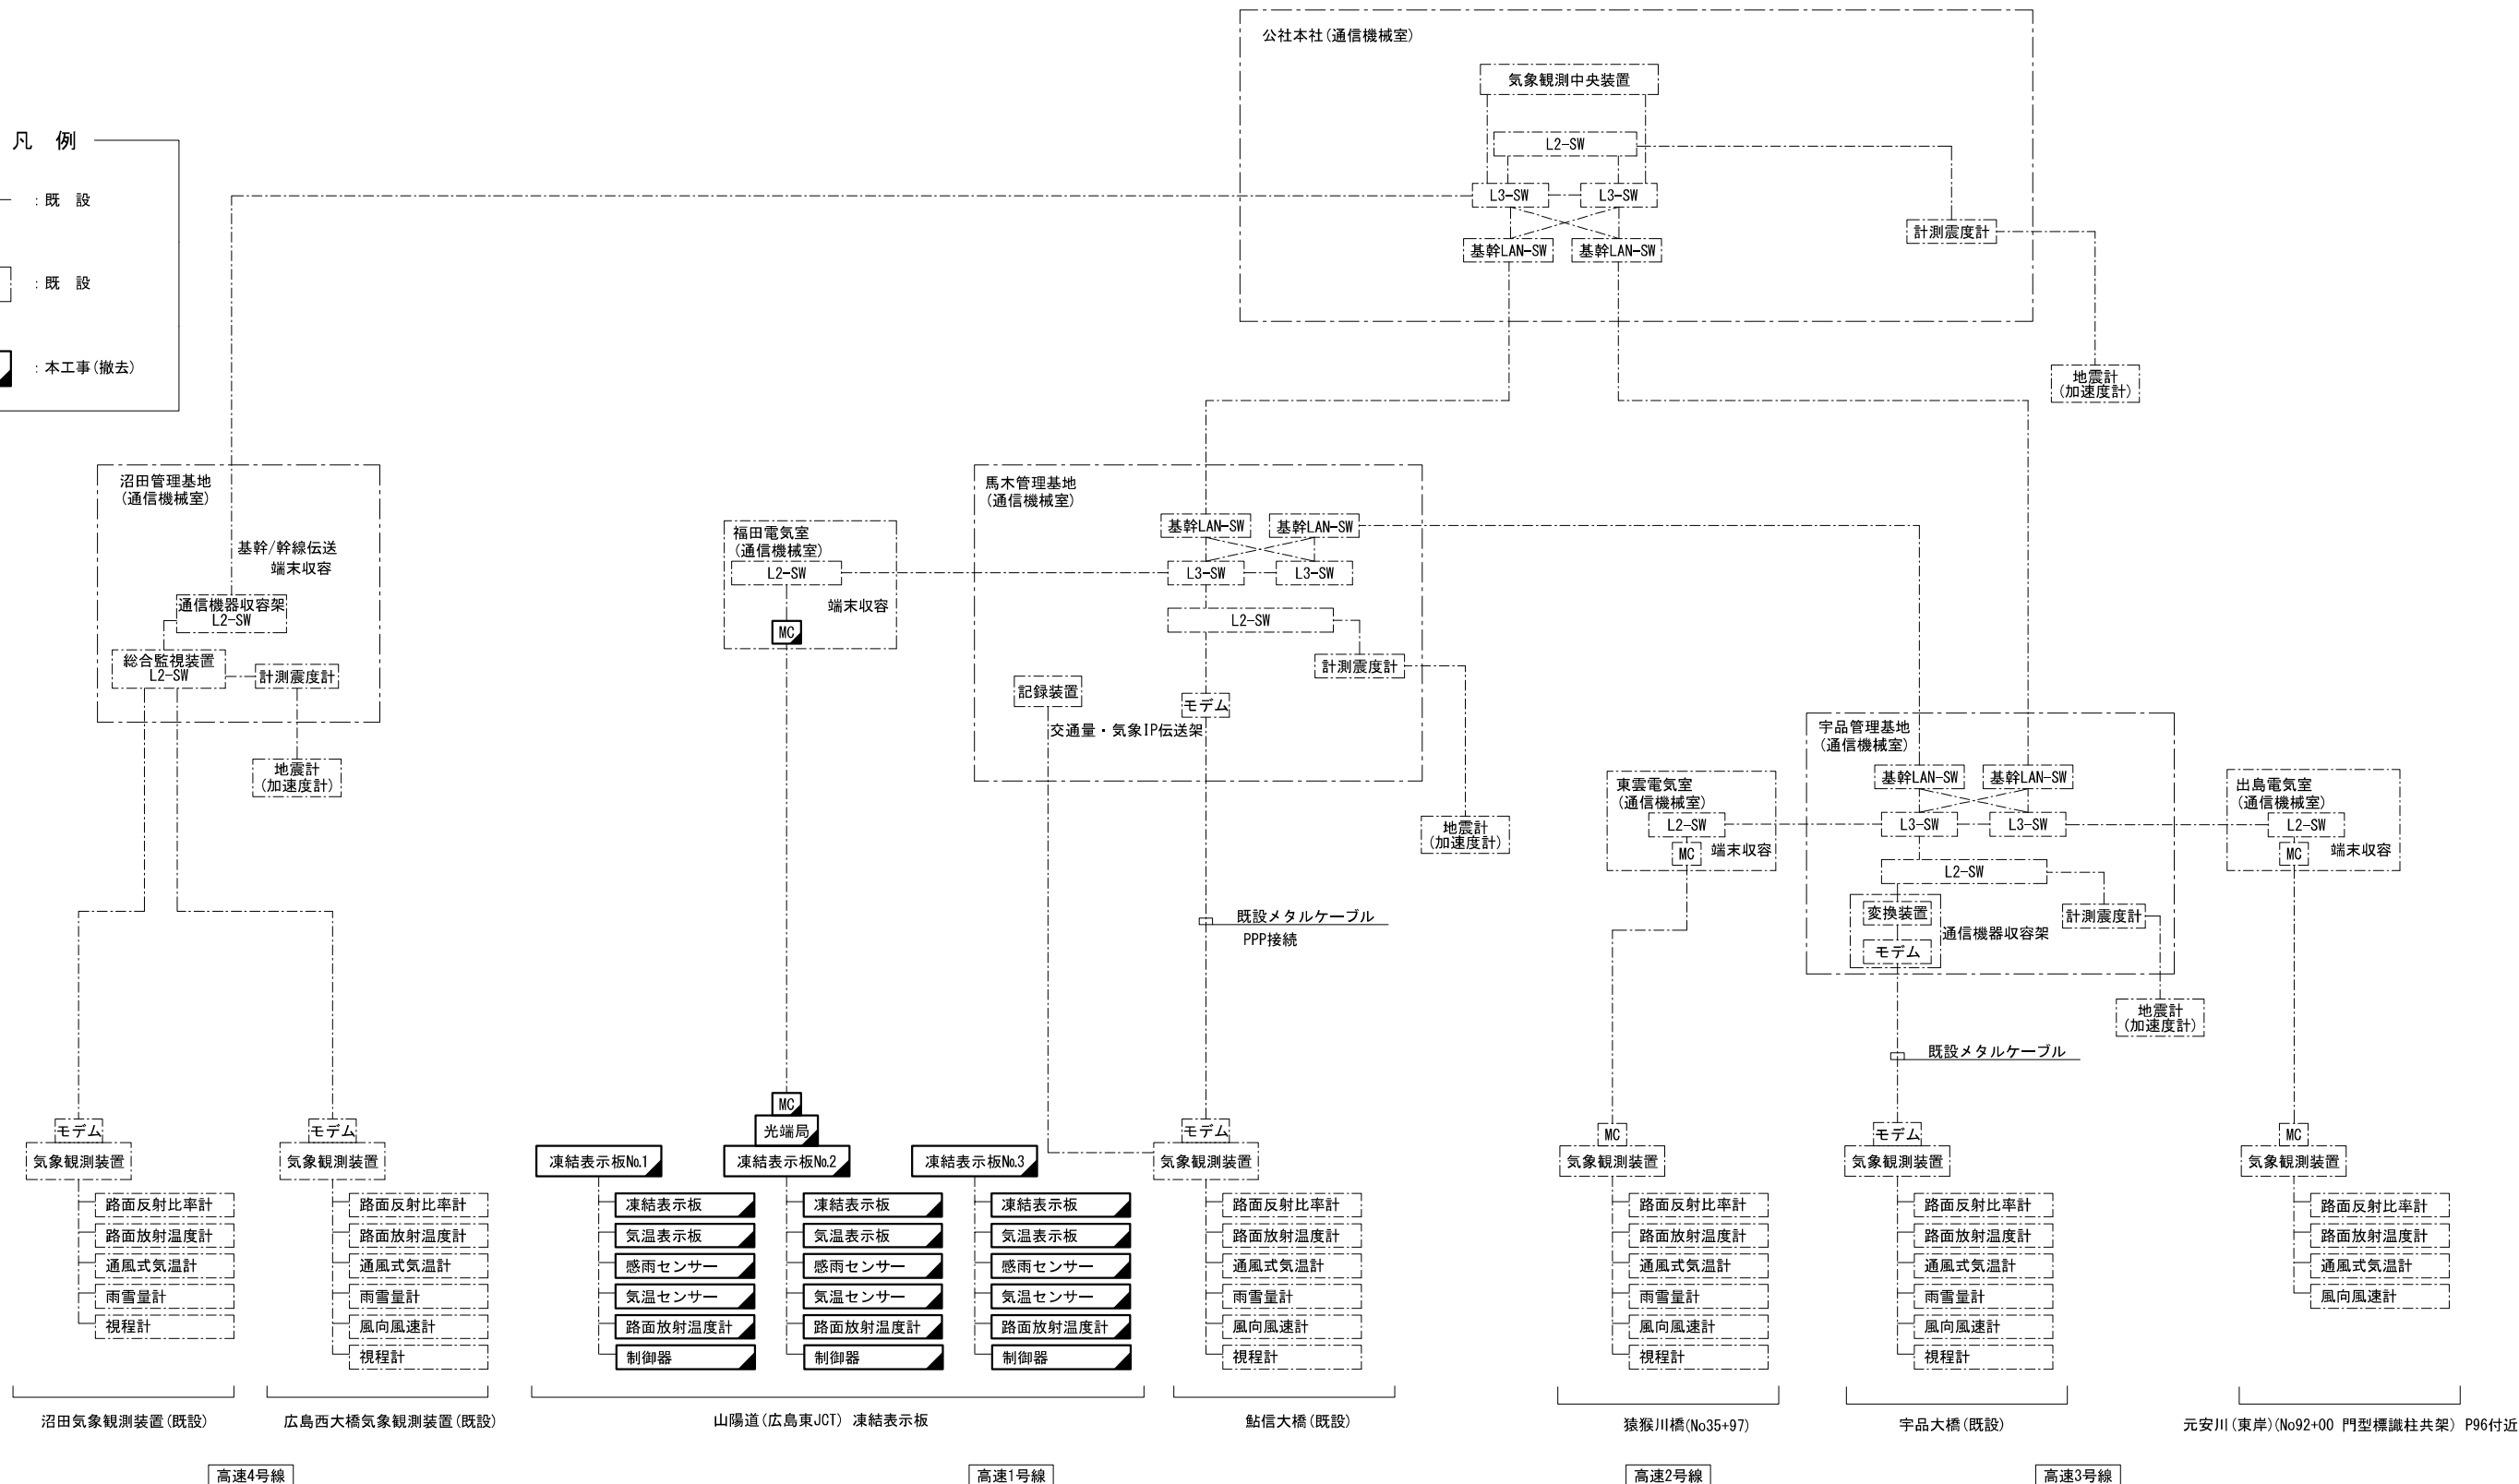 公社本社(通信機械室)
気象観測中央装置
L2-SW
L3-SW
L3-SW
基幹LAN-SW
基幹LAN-SW
計測震度計
地震計
(加速度計)
凡 例
: 既 設
: 既 設
: 本工事(撤去)
沼田管理基地
(通信機械室)
基幹/幹線伝送
端末収容
通信機器収容架
L2-SW
総合監視装置
L2-SW
計測震度計
地震計
(加速度計)
福田電気室
(通信機械室)
L2-SW
端末収容
MC
馬木管理基地
(通信機械室)
基幹LAN-SW
基幹LAN-SW
L3-SW
L3-SW
L2-SW
計測震度計
記録装置
モデム
交通量・気象IP伝送架
地震計
(加速度計)
既設メタルケーブル
PPP接続
東雲電気室
(通信機械室)
L2-SW
MC
端末収容
宇品管理基地
(通信機械室)
基幹LAN-SW
基幹LAN-SW
L3-SW
L3-SW
L2-SW
変換装置
モデム
通信機器収容架
計測震度計
地震計
(加速度計)
既設メタルケーブル
出島電気室
(通信機械室)
L2-SW
MC
端末収容
モデム
気象観測装置
路面反射比率計
路面放射温度計
通風式気温計
雨雪量計
視程計
沼田気象観測装置(既設)
モデム
気象観測装置
路面反射比率計
路面放射温度計
通風式気温計
雨雪量計
風向風速計
視程計
広島西大橋気象観測装置(既設)
高速4号線
凍結表示板No.1
凍結表示板
気温表示板
感雨センサー
気温センサー
路面放射温度計
制御器
MC
光端局
凍結表示板No.2
凍結表示板
気温表示板
感雨センサー
気温センサー
路面放射温度計
制御器
凍結表示板No.3
凍結表示板
気温表示板
感雨センサー
気温センサー
路面放射温度計
制御器
山陽道(広島東JCT) 凍結表示板
モデム
気象観測装置
路面反射比率計
路面放射温度計
通風式気温計
雨雪量計
風向風速計
視程計
鮎信大橋(既設)
高速1号線
MC
気象観測装置
路面反射比率計
路面放射温度計
通風式気温計
雨雪量計
風向風速計
視程計
猿猴川橋(No35+97)
高速2号線
モデム
気象観測装置
路面反射比率計
路面放射温度計
通風式気温計
雨雪量計
風向風速計
視程計
宇品大橋(既設)
MC
気象観測装置
路面反射比率計
路面放射温度計
通風式気温計
風向風速計
元安川(東岸)(No92+00 門型標識柱共架) P96付近
高速3号線